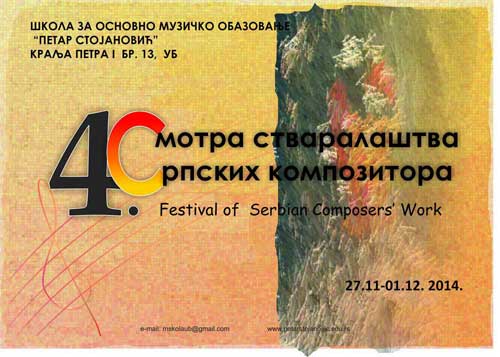 ШКОЛА ЗА ОСНОВНО МУЗИЧКО ОБАЗОВАЊЕ
“ПЕТАР СТОЈАНОВИЋ”
КРАЉА ПЕТРА I БР. 13, УБ
4. Смотра стваралаштва
Српских композитора
Festival of Serbian Composers’ Work
27.11-01.12. 2014.
e-mail: mskolaub@gmail.com